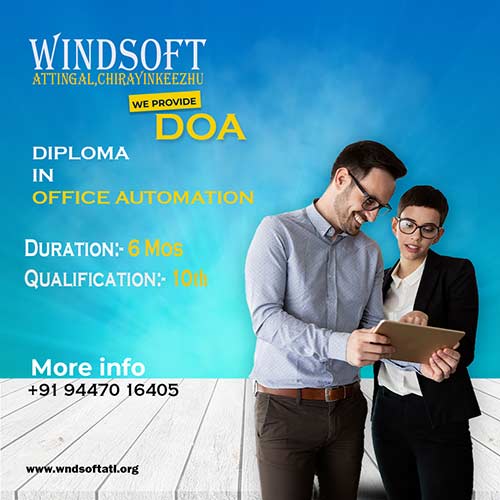 WINDSOFT
ATTINGAL,CHIRAYINKEEZHU
WE PROVIDE
DOA
DIPLOMA
IN
OFFICE AUTOMATION
DURATION:- 6 MOS
QUALIFICATION:- 10th
More info
+91 94470 16405
www.wndsoftatl.org